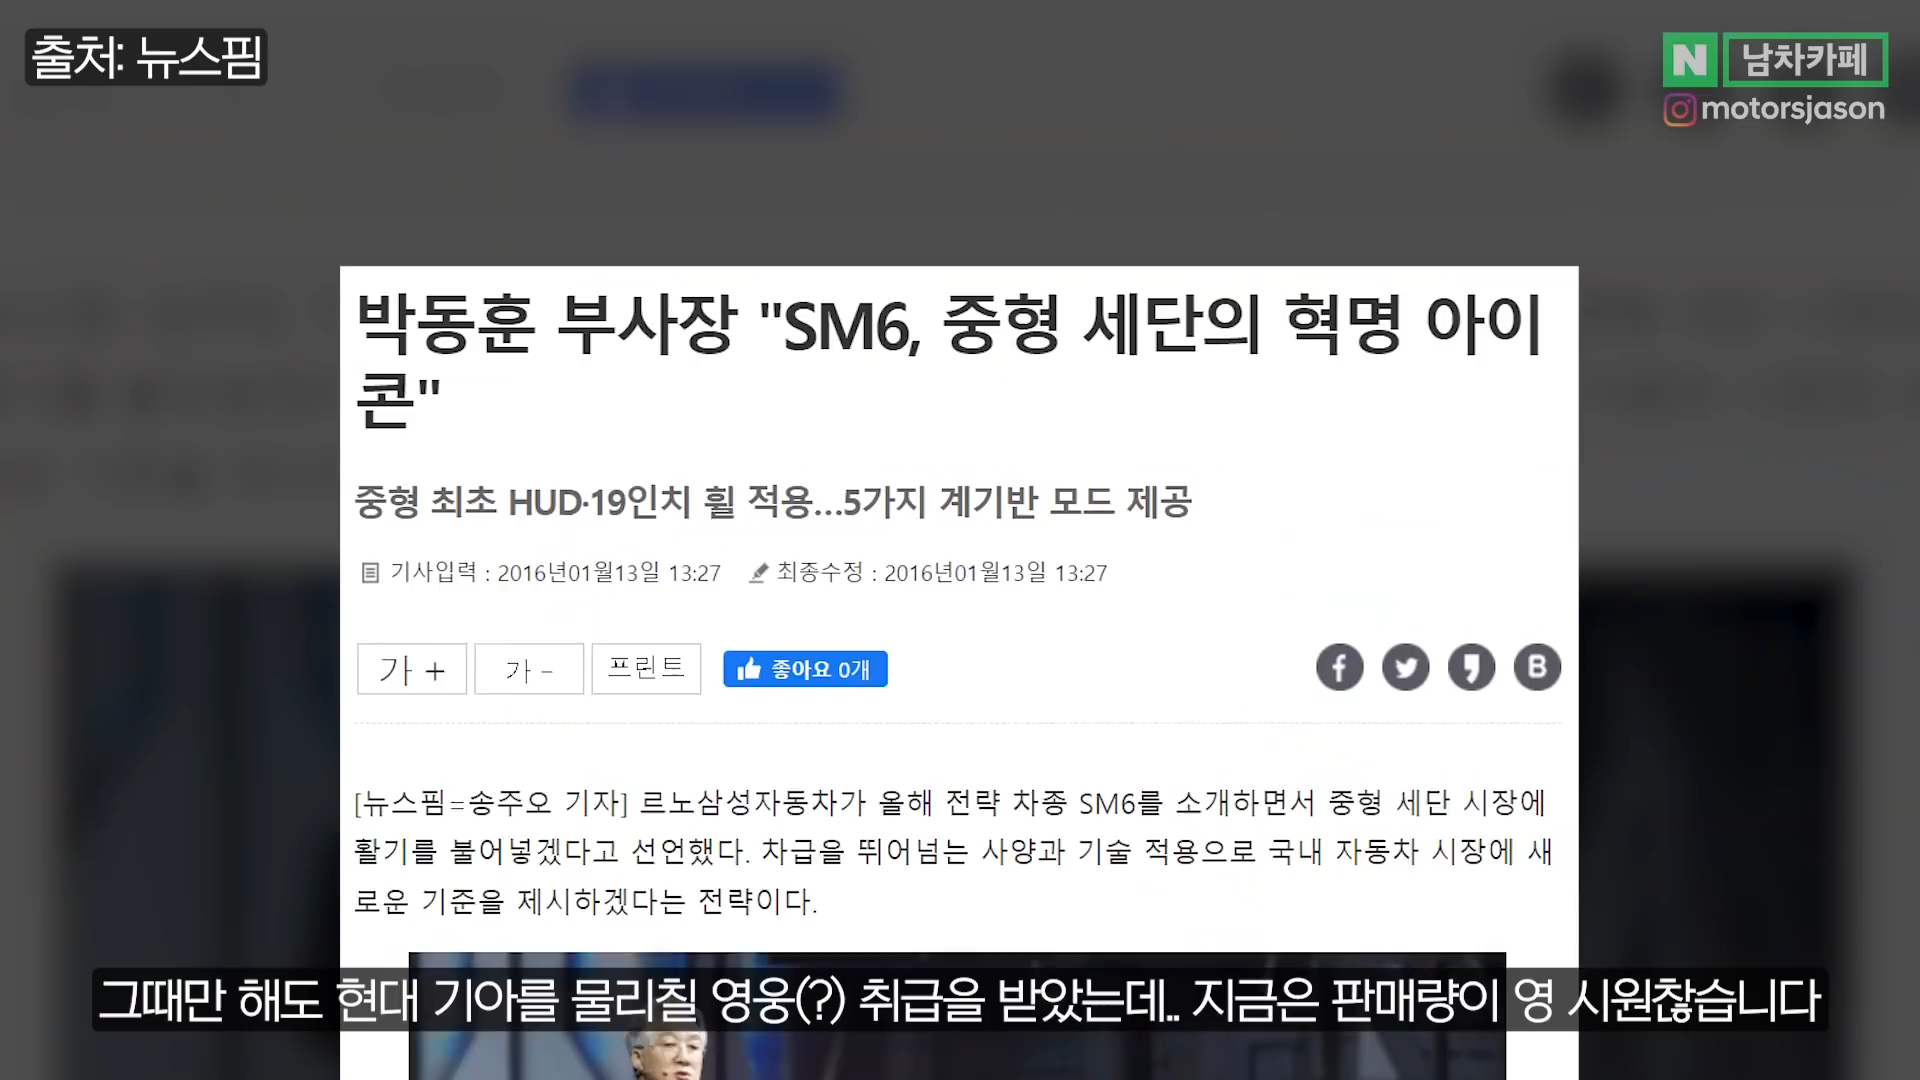 출처: 뉴스핌
N 남차카페
motorsjason
박동훈 부사장 "SM6, 중형 세단의 혁명 아이
콘"
중형 최초 HUD·19인치 휠 적용...5가지 계기반 모드 제공
기사입력 : 2016년01월13일 13:27 최종수정 : 2016년01월13일 13:27
가 + 가 - 프린트 좋아요 0개 f B
[뉴스핌=송주오 기자] 르노삼성자동차가 올해 전략 차종 SM6를 소개하면서 중형 세단 시장에
활기를 불어넣겠다고 선언했다. 차급을 뛰어넘는 사양과 기술 적용으로 국내 자동차 시장에 새
로운 기준을 제시하겠다는 전략이다.
그때만 해도 현대 기아를 물리칠 영웅(?) 취급을 받았는데.. 지금은 판매량이 영 시원찮습니다